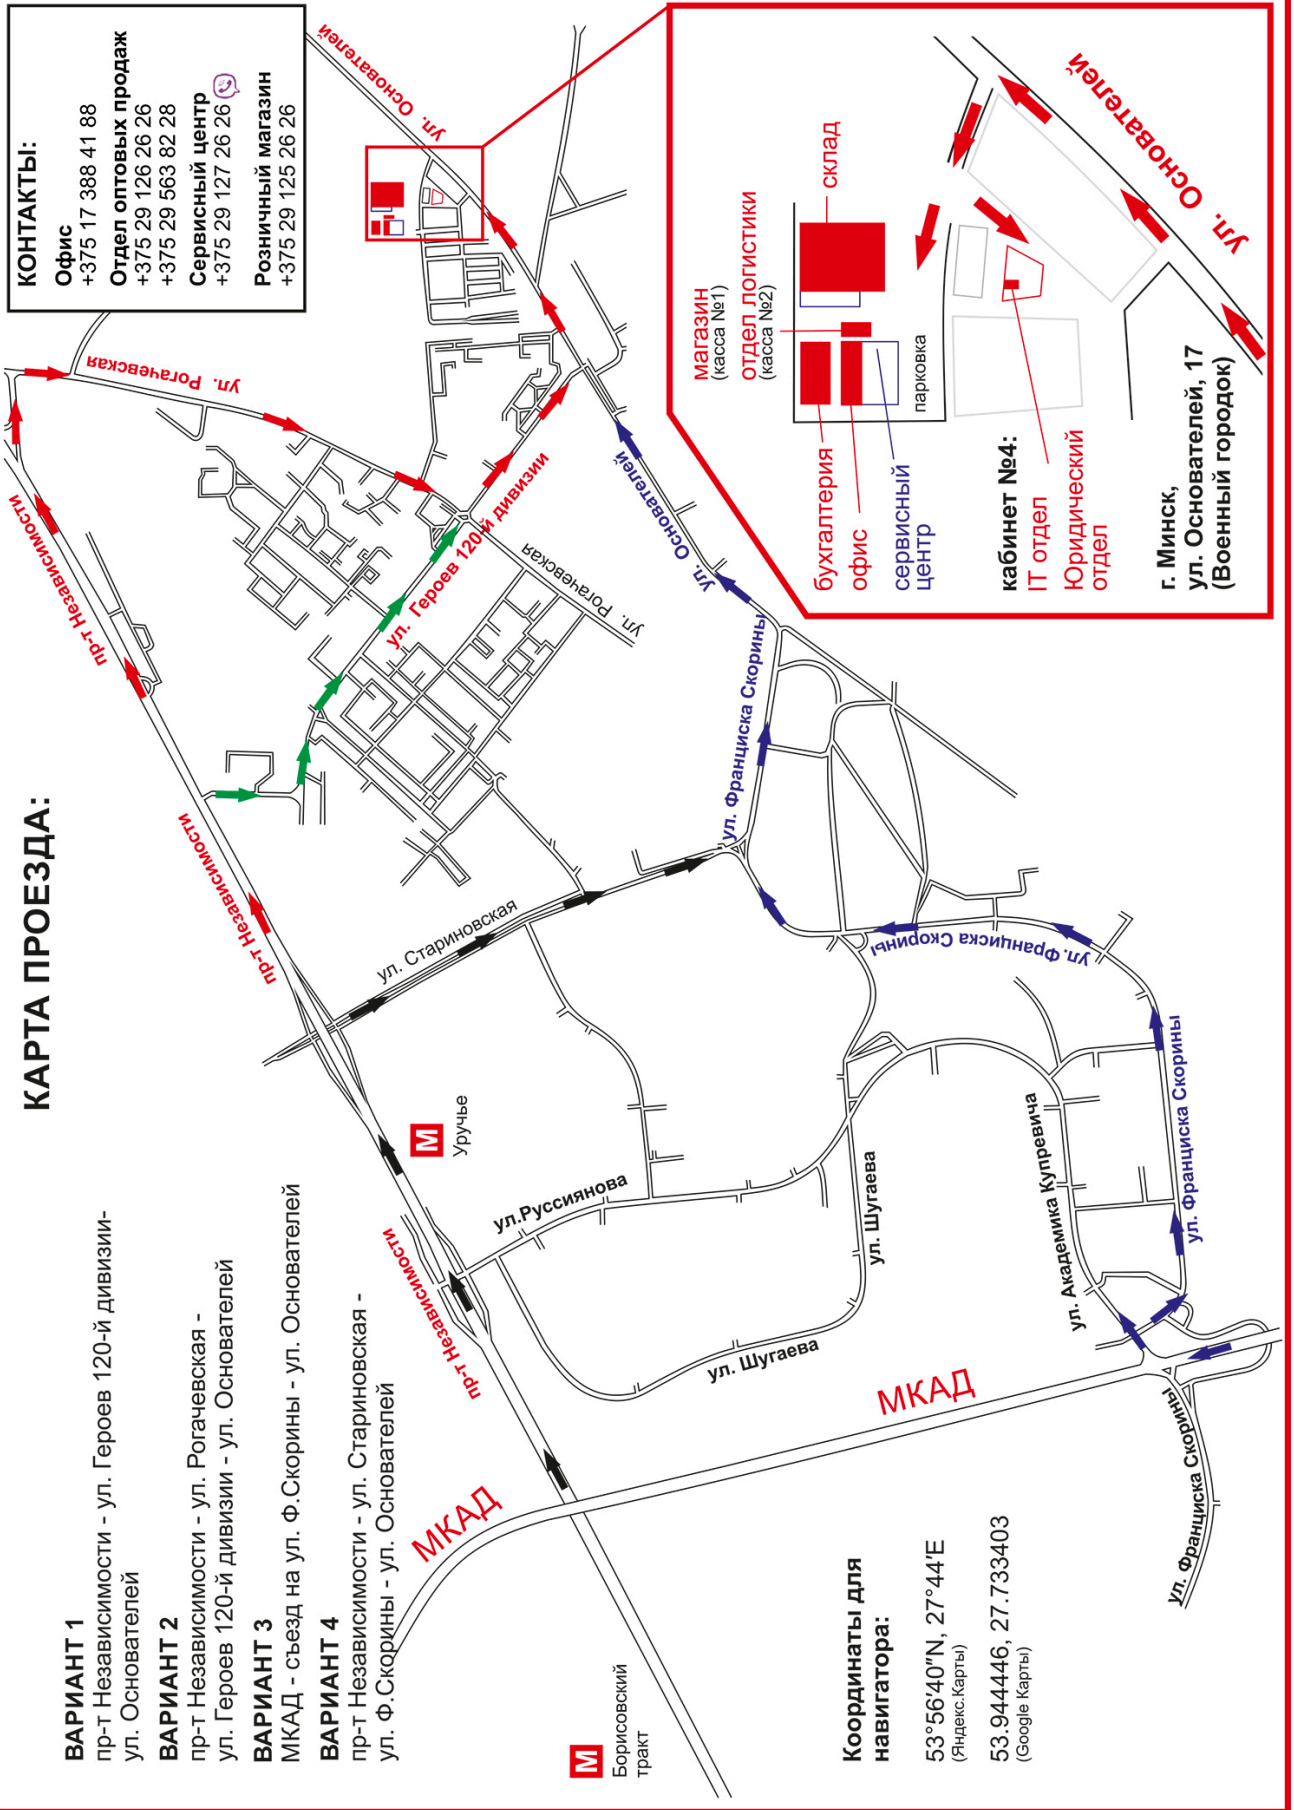 КАРТА ПРОЕЗДА:
ВАРИАНТ 1
пр-т Независимости - ул. Героев 120-й дивизии-
ул. Основателей
ВАРИАНТ 2
пр-т Независимости - ул. Рогачевская -
ул. Героев 120-й дивизии - ул. Основателей
ВАРИАНТ 3
МКАД - съезд на ул. Ф.Скорины - ул. Основателей
ВАРИАНТ 4
пр-т Независимости - ул. Стариновская -
ул. Ф.Скорины - ул. Основателей
КОНТАКТЫ:
Офис
+375 17 388 41 88
Отдел оптовых продаж
+375 29 126 26 26
+375 29 563 82 28
Сервисный центр
+375 29 127 26 26
Розничный магазин
+375 29 125 26 26
М
Борисовский
тракт
М
Уручье
МКАД
МКАД
пр-т Независимости
пр-т Независимости
пр-т Независимости
пр-т Независимости
ул. Рогачевская
ул. Рогачевская
ул. Героев 120-й дивизии
ул. Основателей
ул. Основателей
ул. Стариновская
ул.Руссиянова
ул. Шугаева
ул. Шугаева
ул. Академика Купревича
ул. Франциска Скорины
ул. Франциска Скорины
ул.Франциска Скорины
ул. Франциска Скорины
Координаты для
навигатора:
53°56'40"N, 27°44'E
(Яндекс.Карты)
53.944446, 27.733403
(Google Карты)
магазин
(касса №1)
отдел логистики
(касса №2)
склад
бухгалтерия
офис
сервисный
центр
парковка
кабинет №4:
IT отдел
Юридический
отдел
ул. Основателей
г. Минск,
ул. Основателей, 17
(Военный городок)